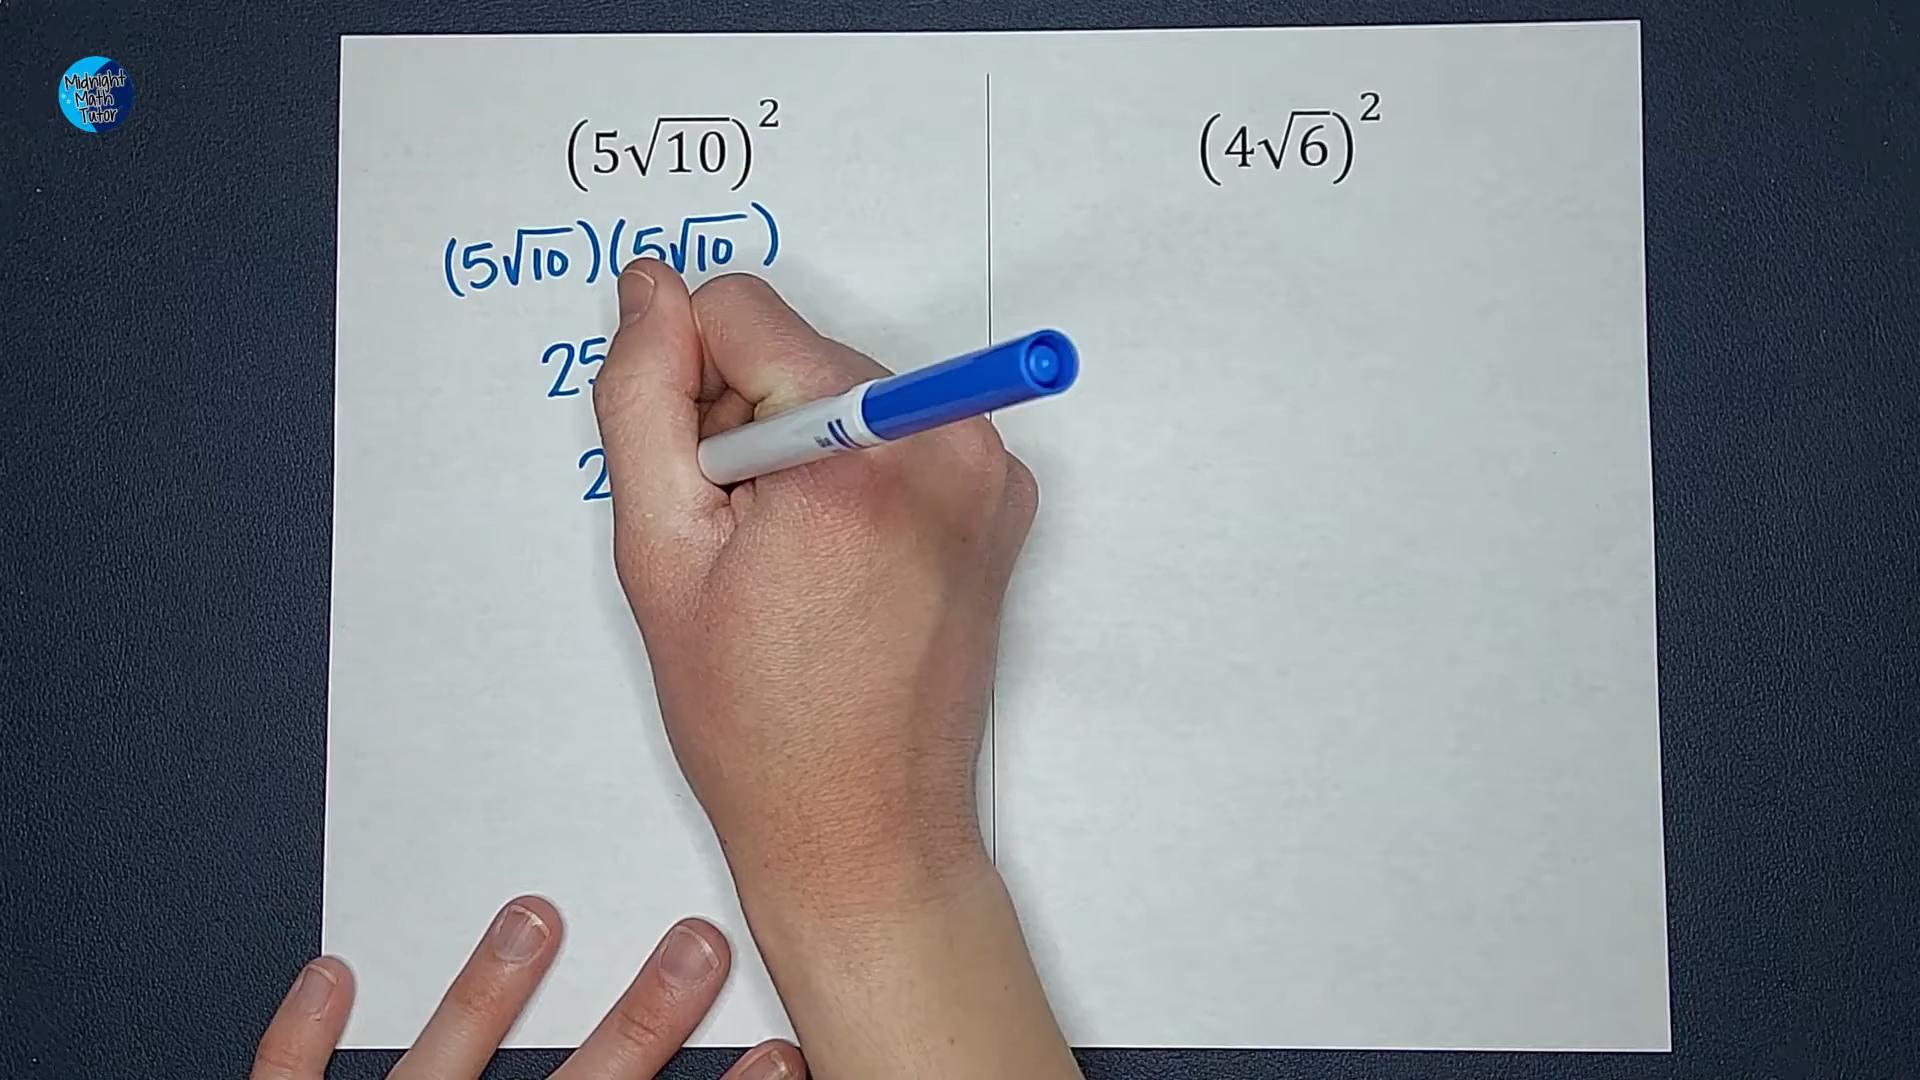 Midnight
Math
Tutor
(5√10)²
(5√10)(5√10)
25
2
(4√6)²